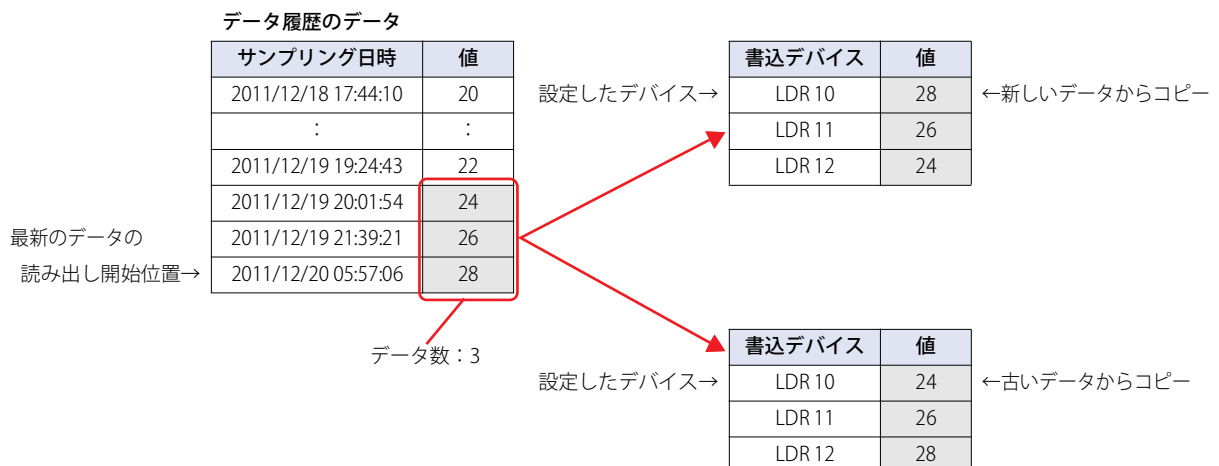 データ履歴のデータ
サンプリング日時 値
2011/12/18 17:44:10 20
: :
2011/12/19 19:24:43 22
2011/12/19 20:01:54 24
2011/12/19 21:39:21 26
2011/12/20 05:57:06 28
最新のデータの
読み出し開始位置→
データ数：3
書込デバイス 値
設定したデバイス→ LDR 10 28 ←新しいデータからコピー
LDR 11 26
LDR 12 24
書込デバイス 値
設定したデバイス→ LDR 10 24 ←古いデータからコピー
LDR 11 26
LDR 12 28